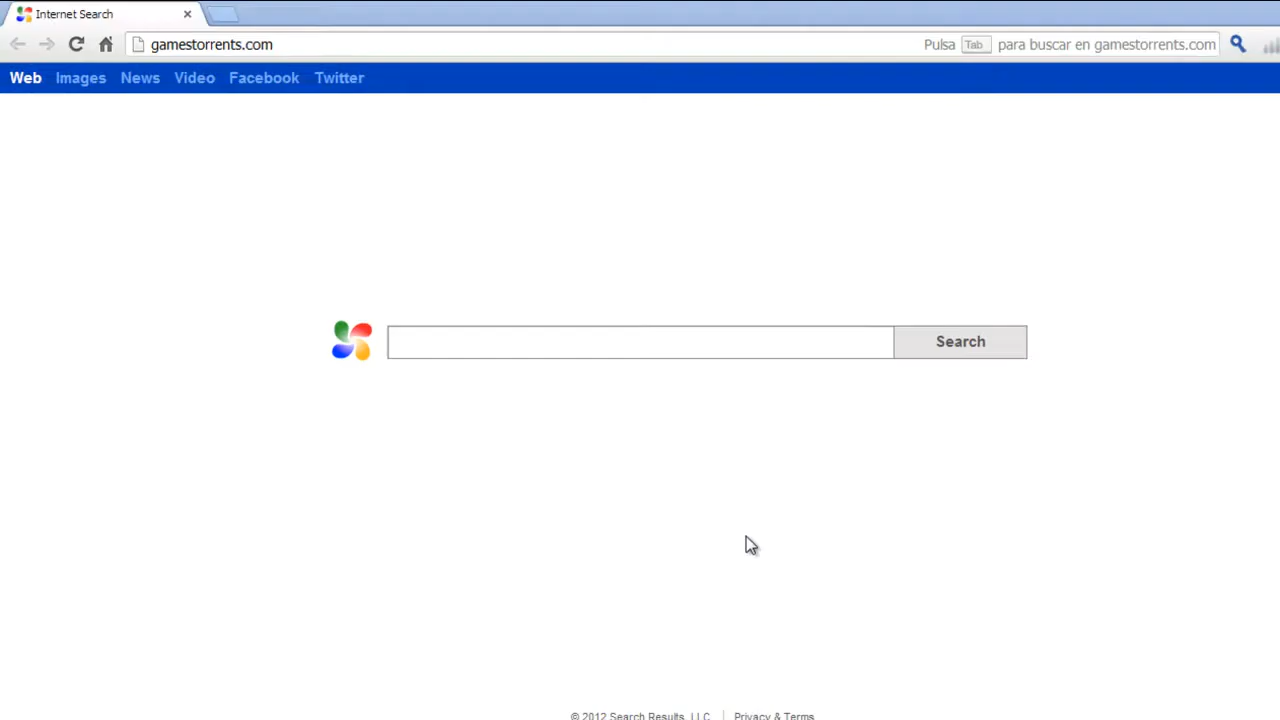 Internet Search
gamestorrents.com Pulsa Tab para buscar en gamestorrents.com
Web Images News Video Facebook Twitter
Search
© 2012 Search Results, LLC | Privacy & Terms